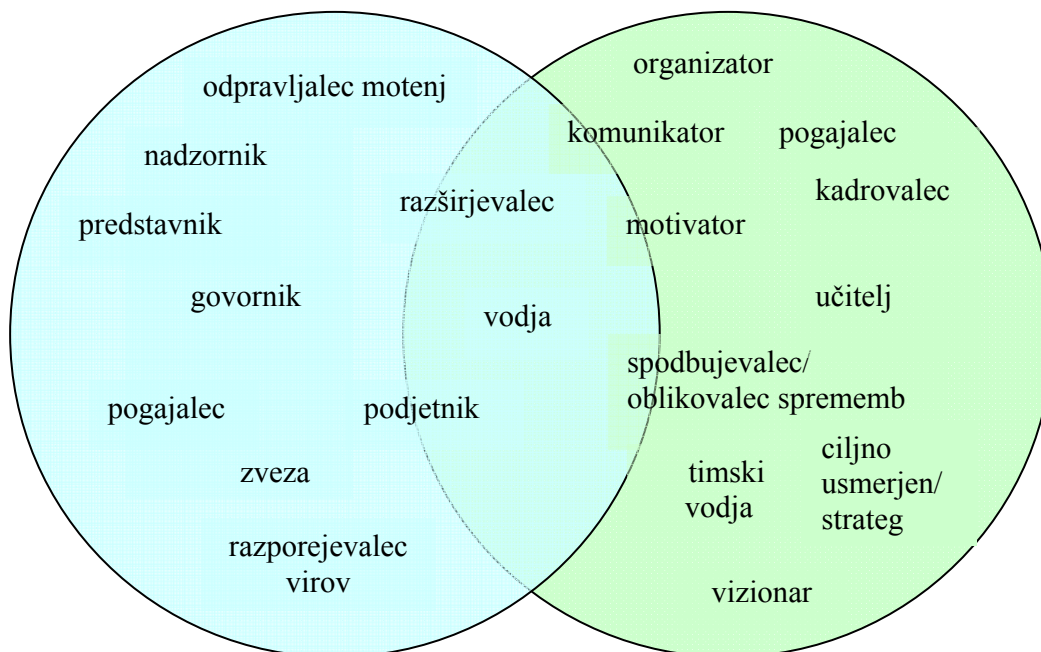 odpravljalec motenj
nadzornik
predstavnik
razširjevalec
govornik
vodja
pogajalec
podjetnik
zveza
razporejevalec
virov
organizator
komunikator
pogajalec
kadrovalec
motivator
učitelj
spodbujevalec/
oblikovalec sprememb
timski
vodja
ciljno
usmerjen/
strateg
vizionar